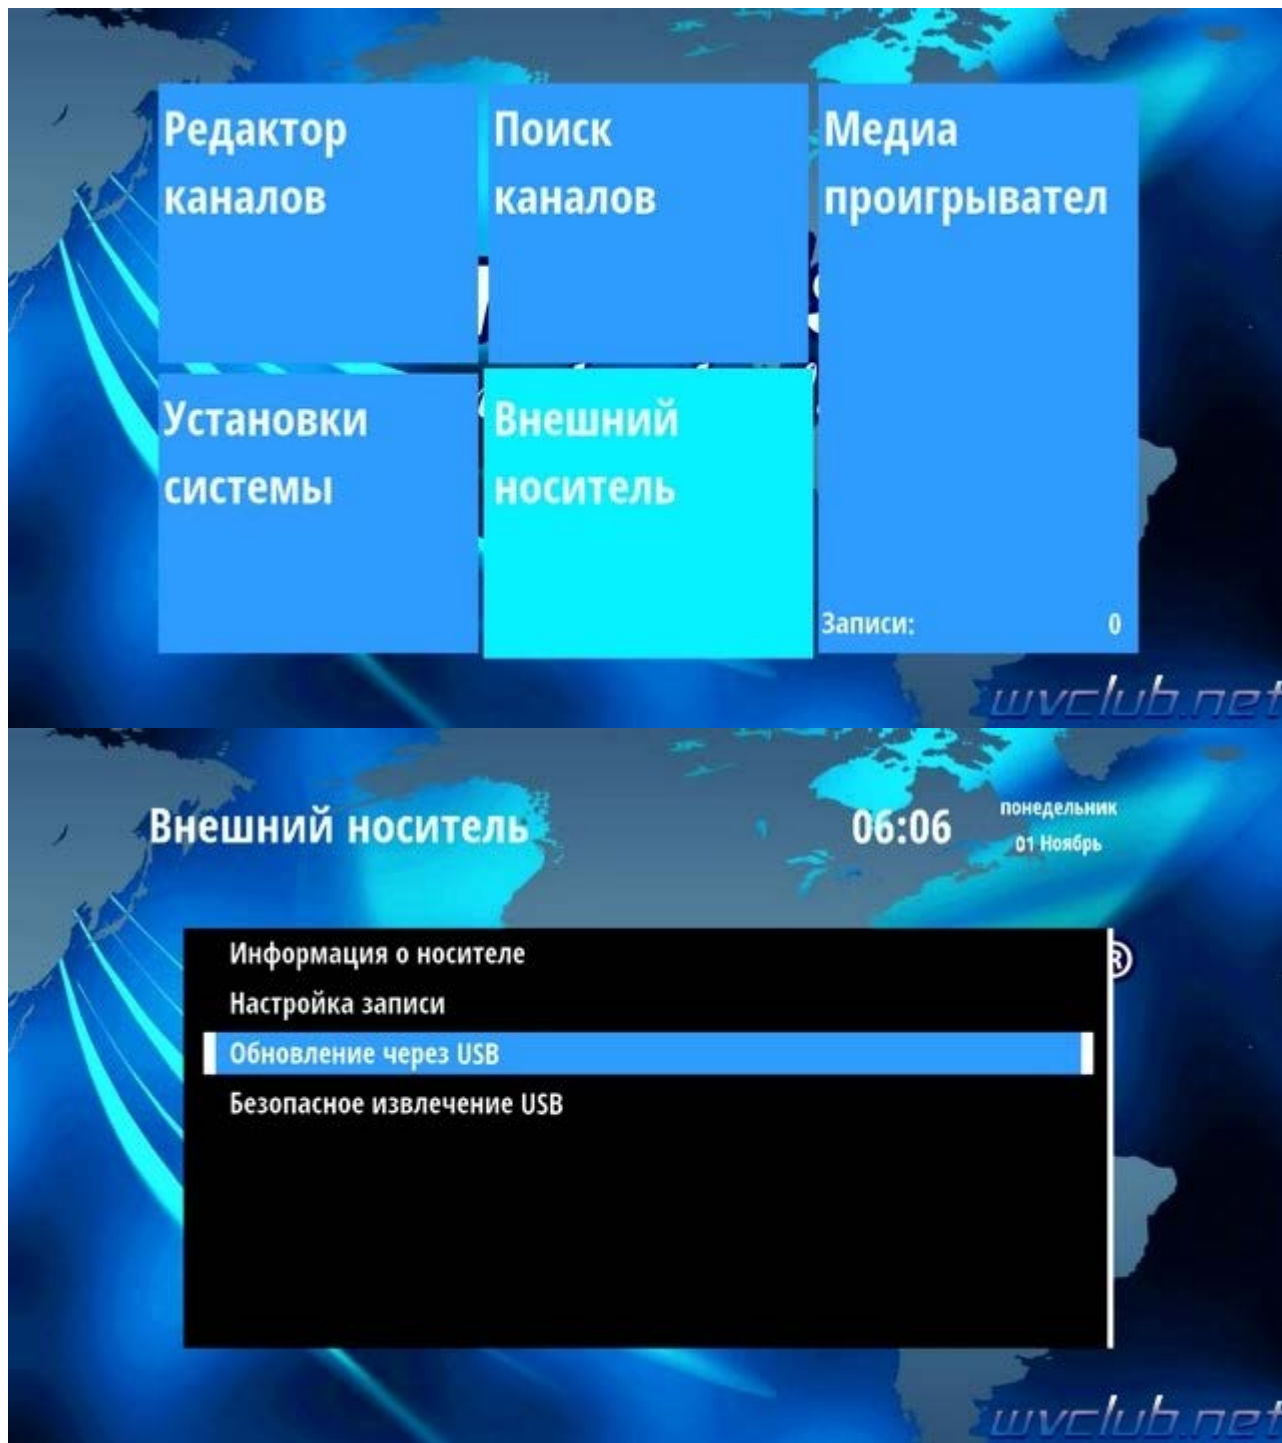 Редактор
каналов
Поиск
каналов
Медиа
проигрывател
Установки
системы
Внешний
носитель
Записи: 0
wvclub.net
Внешний носитель
06:06
понедельник
01 Ноябрь
Информация о носителе
Настройка записи
Обновление через USB
Безопасное извлечение USB
®
wvclub.net